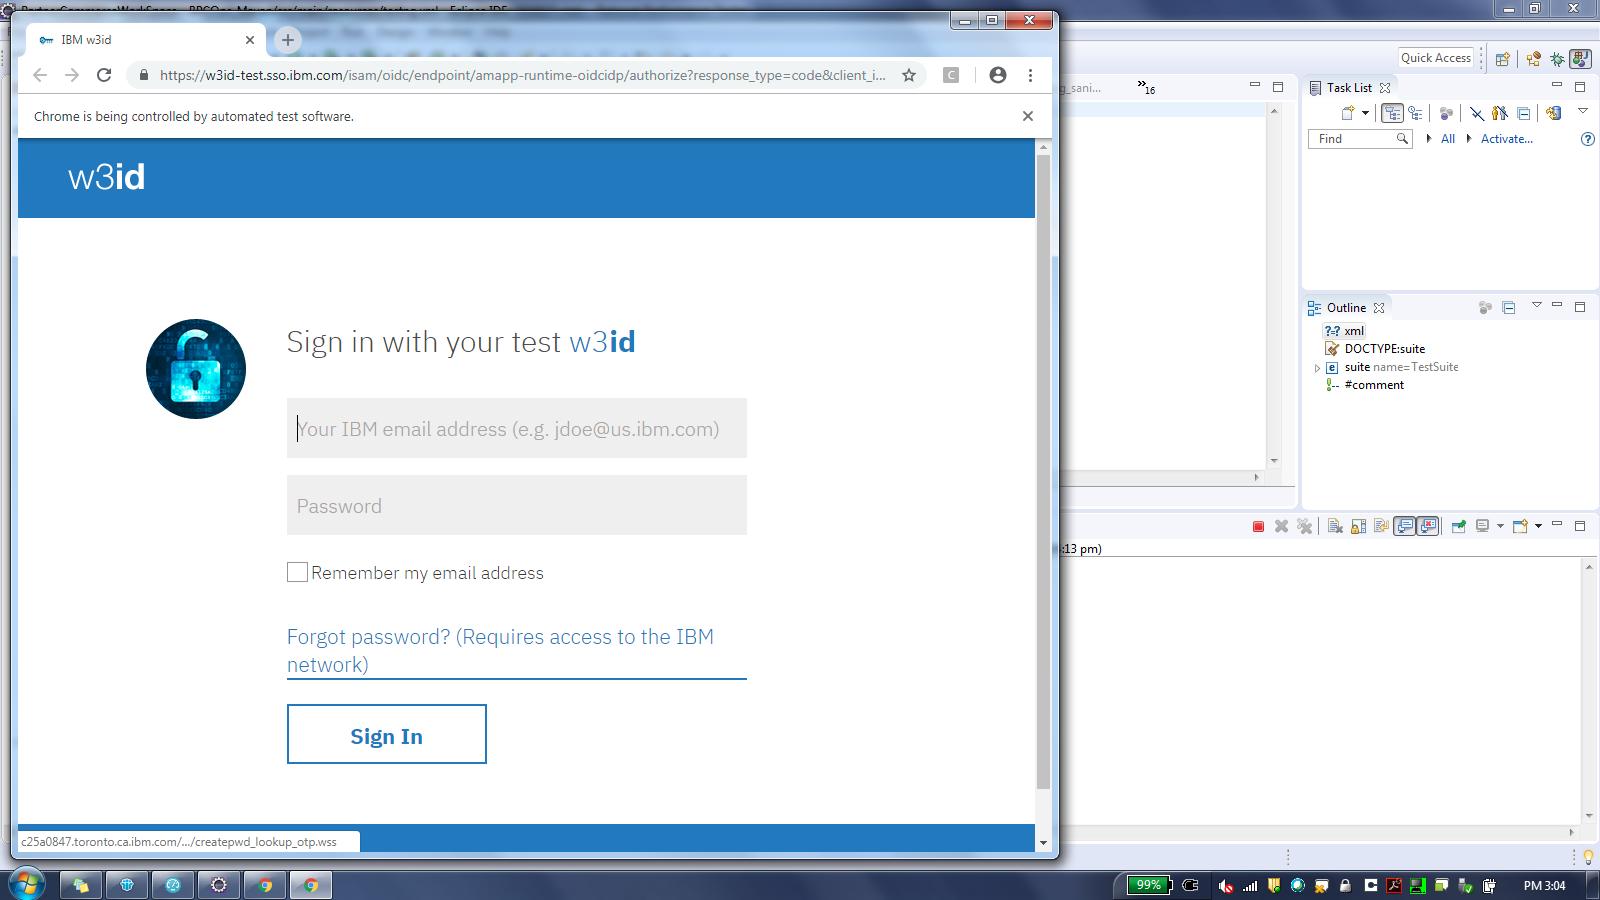 IBM w3id
https://w3id-test.sso.ibm.com/isam/oidc/endpoint/amapp-runtime-oidcidp/authorize?response_type=code&client_i...
C
Chrome is being controlled by automated test software.
w3id
Sign in with your test w3id
Your IBM email address (e.g. jdoe@us.ibm.com)
Password
Remember my email address
Forgot password? (Requires access to the IBM
network)
Sign In
c25a0847.toronto.ca.ibm.com/.../createpwd_lookup_otp.wss
Quick Access
g_sani...
»16
Task List
Find
All
Activate...
Outline
?=? xml
DOCTYPE:suite
e suite name=TestSuite
#comment
:13 pm)
99%
PM 3:04